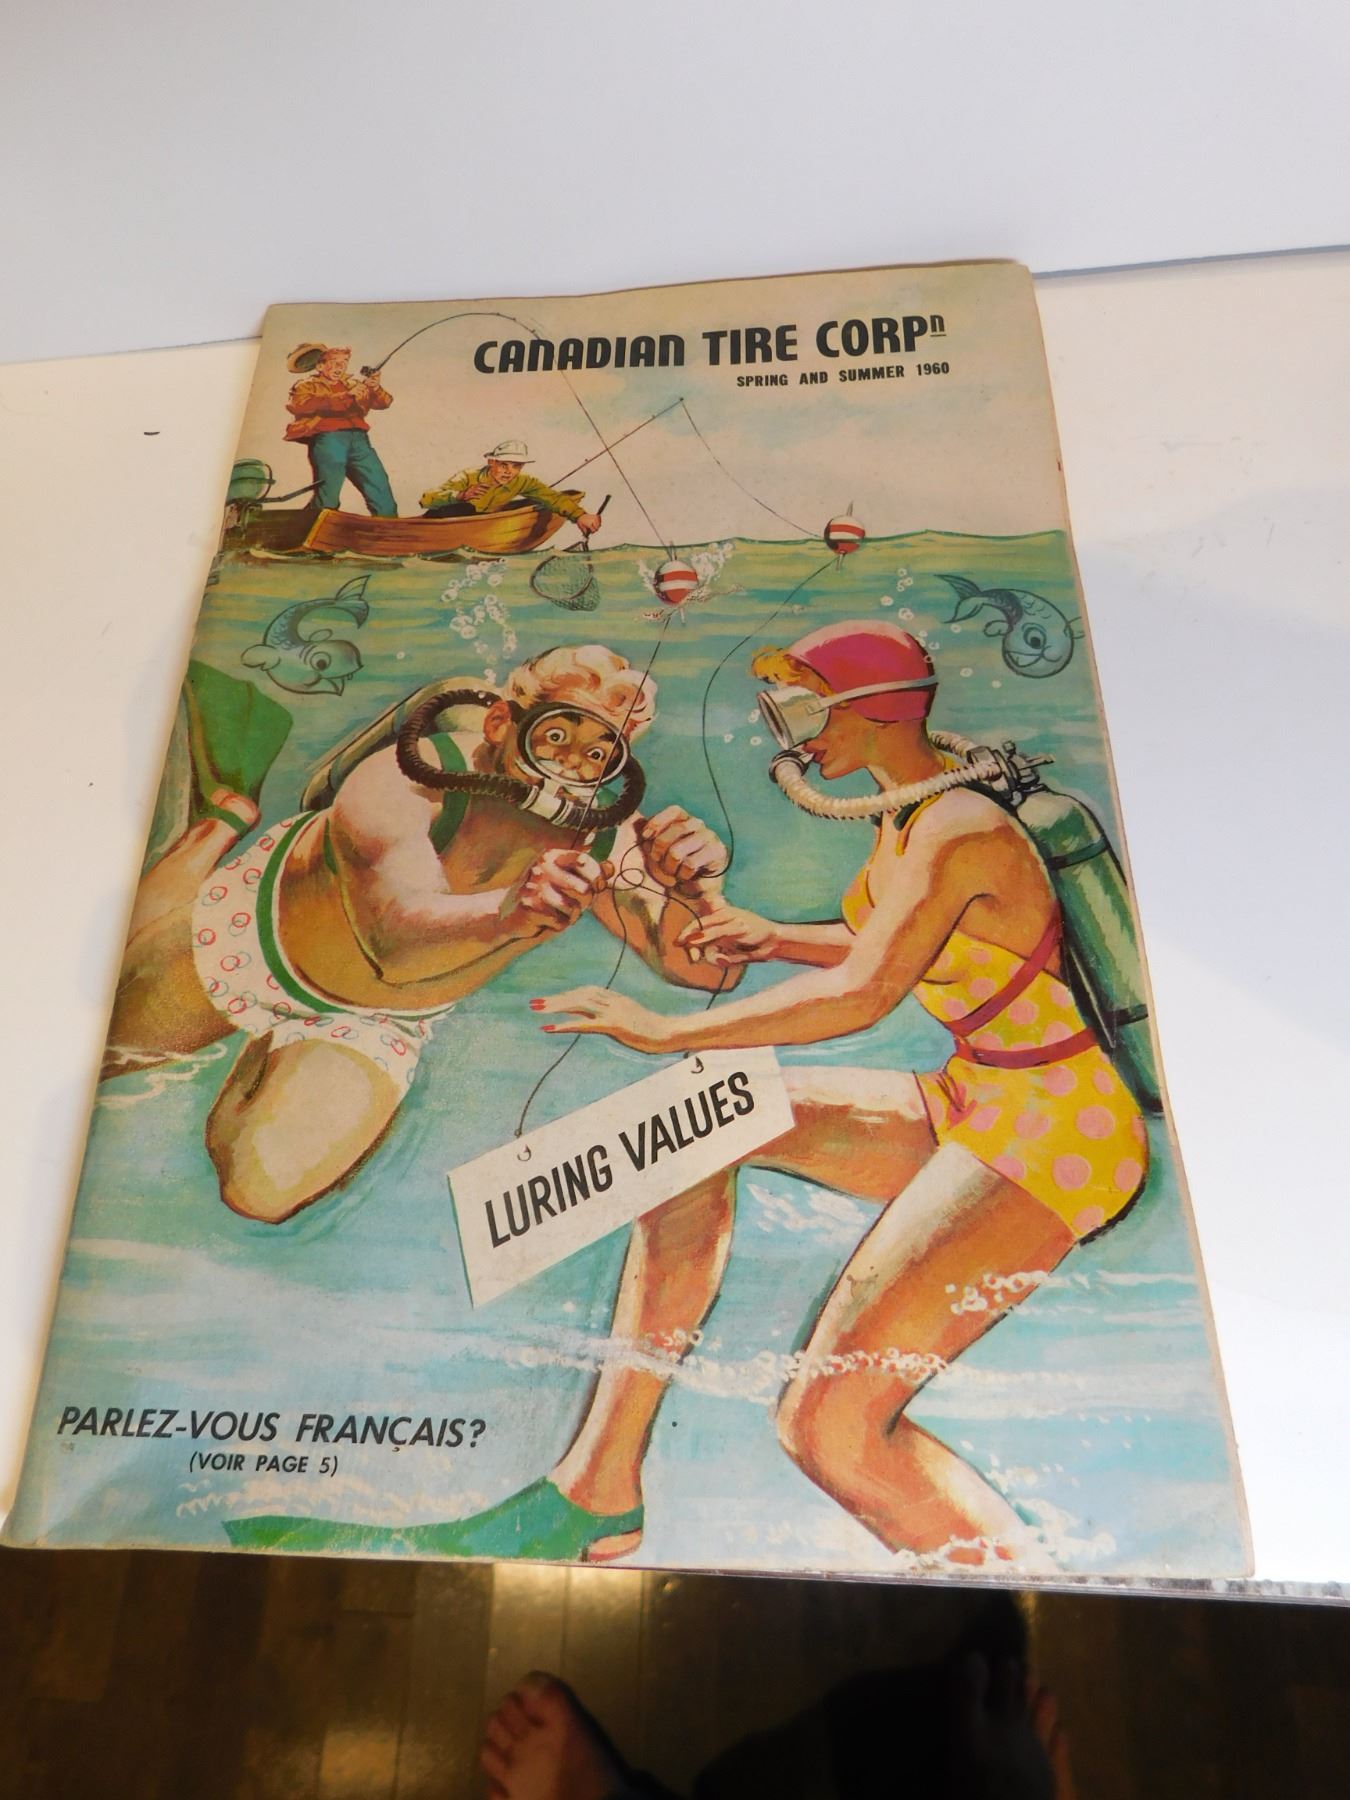 CANADIAN TIRE CORPn
SPRING AND SUMMER 1960
LURING VALUES
PARLEZ-VOUS FRANÇAIS?
(VOIR PAGE 5)